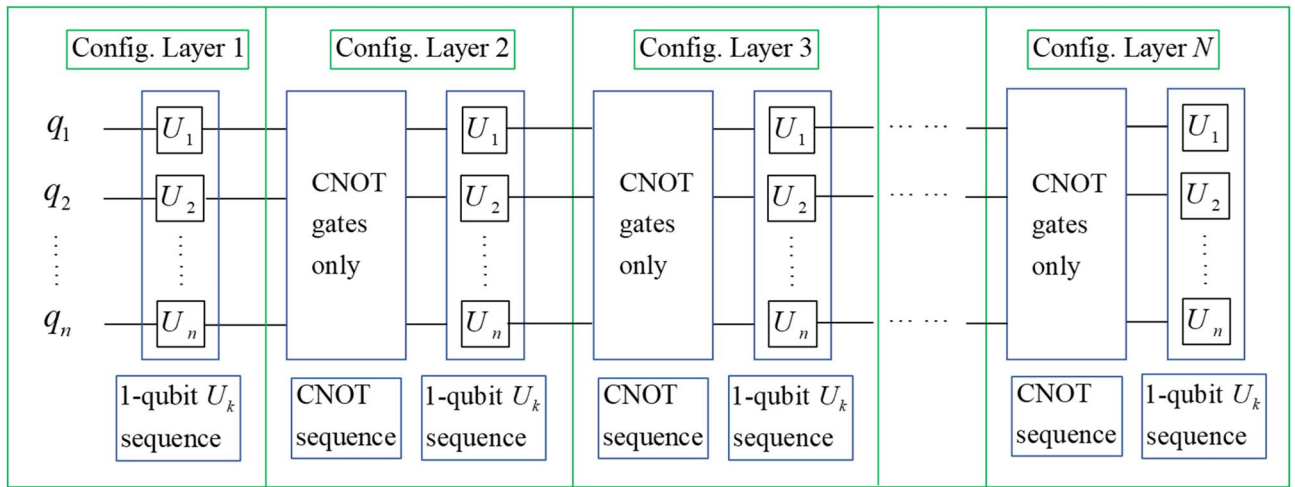 Config. Layer 1 Config. Layer 2 Config. Layer 3 Config. Layer N
q₁ U₁ U₁ U₁ ... ... U₁
q₂ U₂ CNOT U₂ CNOT U₂ ... ... CNOT U₂
gates gates gates
only only only
qₙ Uₙ Uₙ Uₙ ... ... Uₙ
1-qubit Uₖ CNOT 1-qubit Uₖ CNOT 1-qubit Uₖ CNOT 1-qubit Uₖ
sequence sequence sequence sequence sequence sequence sequence